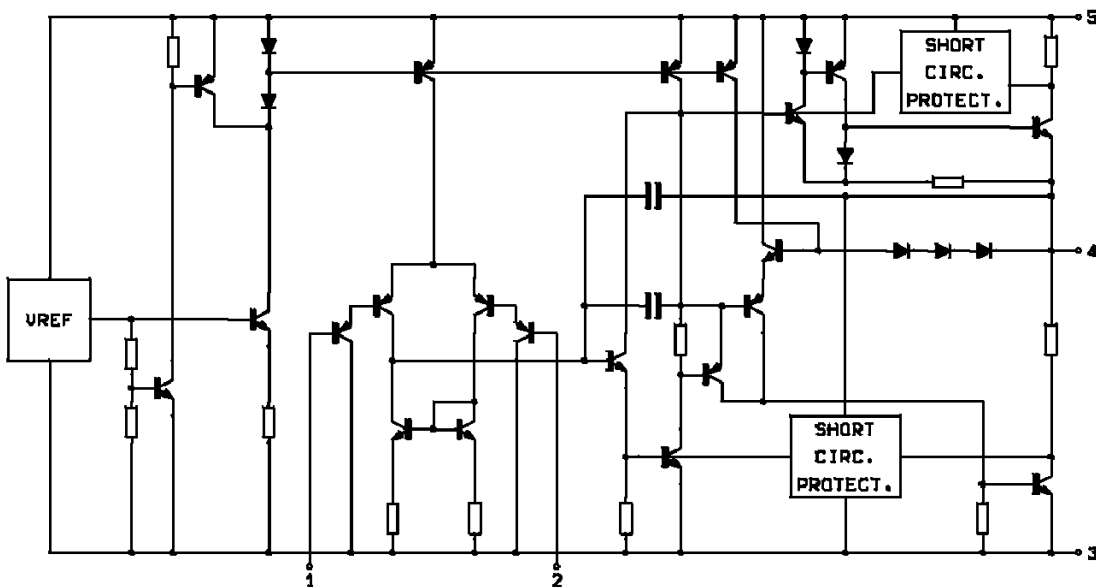 5
SHORT
CIRC.
PROTECT.
4
VREF
SHORT
CIRC.
PROTECT.
3
1
2